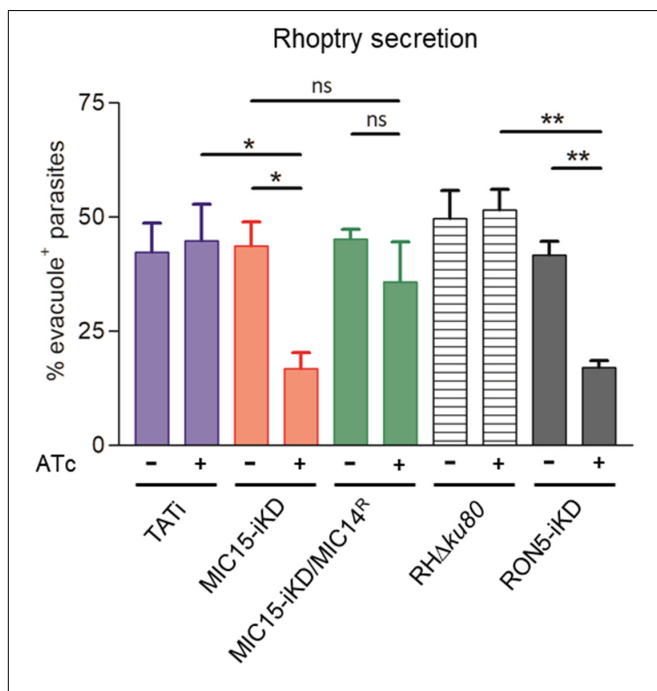 Rhoptry secretion
% evacuole⁺ parasites
75
50
25
0
ns
ns
*
*
**
**
ATc - + - + - + - + - +
TATi
MIC15-iKD
MIC15-iKD/MIC14ᴿ
RHΔku80
RON5-iKD